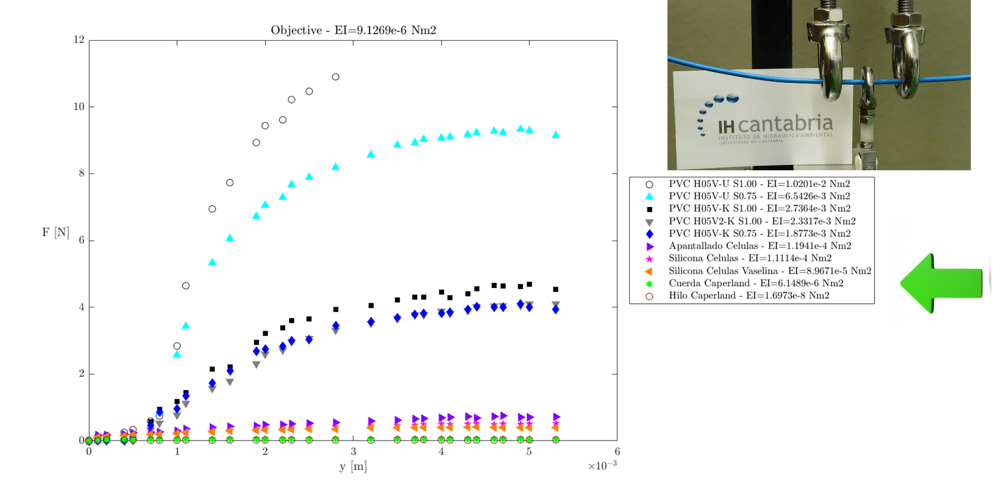 Objective - EI=9.1269e-6 Nm2
12
10
8
6
4
2
0
F [N]
0
1
2
3
4
5
6
y [m]
×10⁻³
IH cantabria
INSTITUTO DE HIDRÁULICA AMBIENTAL
UNIVERSIDAD DE CANTABRIA
PVC H05V-U S1.00 - EI=1.0201e-2 Nm2
PVC H05V-U S0.75 - EI=6.5426e-3 Nm2
PVC H05V-K S1.00 - EI=2.7364e-3 Nm2
PVC H05V2-K S1.00 - EI=2.3317e-3 Nm2
PVC H05V-K S0.75 - EI=1.8773e-3 Nm2
Apantallado Celulas - EI=1.1941e-4 Nm2
Silicona Celulas - EI=1.1114e-4 Nm2
Silicona Celulas Vaselina - EI=8.9671e-5 Nm2
Cuerda Caperland - EI=6.1489e-6 Nm2
Hilo Caperland - EI=1.6973e-8 Nm2